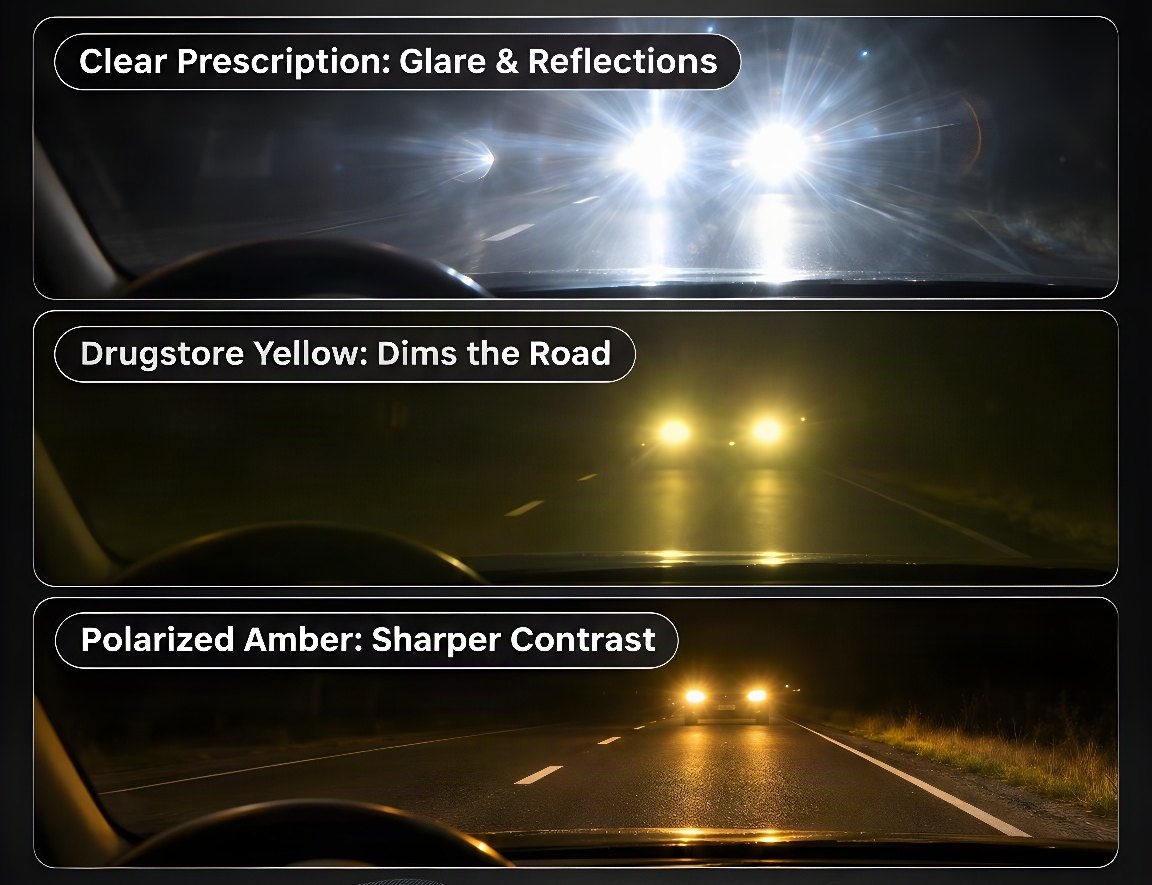 Clear Prescription: Glare & Reflections
Drugstore Yellow: Dims the Road
Polarized Amber: Sharper Contrast